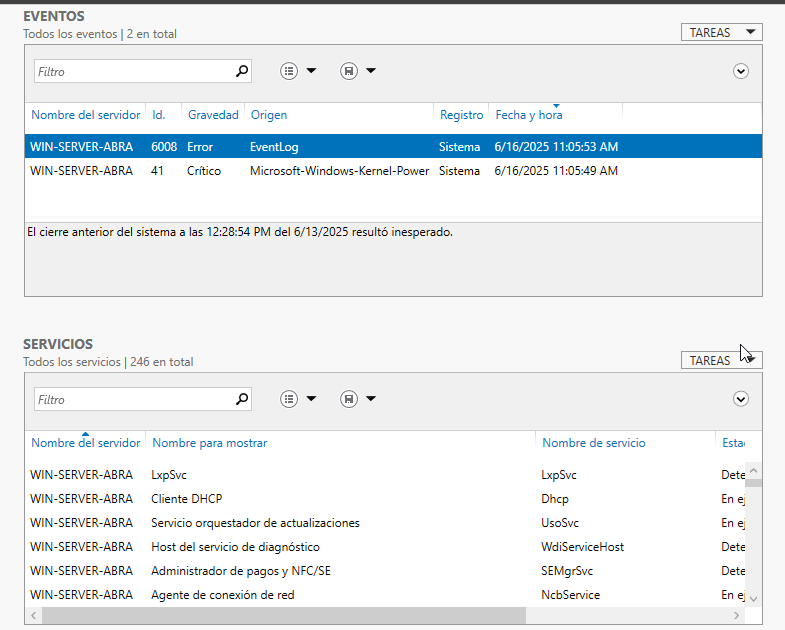 EVENTOS
Todos los eventos | 2 en total
TAREAS
Filtro
Nombre del servidor Id. Gravedad Origen Registro Fecha y hora
WIN-SERVER-ABRA 6008 Error EventLog Sistema 6/16/2025 11:05:53 AM
WIN-SERVER-ABRA 41 Crítico Microsoft-Windows-Kernel-Power Sistema 6/16/2025 11:05:49 AM
El cierre anterior del sistema a las 12:28:54 PM del 6/13/2025 resultó inesperado.
SERVICIOS
Todos los servicios | 246 en total
TAREAS
Filtro
Nombre del servidor Nombre para mostrar Nombre de servicio Esta
WIN-SERVER-ABRA LxpSvc LxpSvc Dete
WIN-SERVER-ABRA Cliente DHCP Dhcp En ej
WIN-SERVER-ABRA Servicio orquestador de actualizaciones UsoSvc En ej
WIN-SERVER-ABRA Host del servicio de diagnóstico WdiServiceHost Dete
WIN-SERVER-ABRA Administrador de pagos y NFC/SE SEMgrSvc Dete
WIN-SERVER-ABRA Agente de conexión de red NcbService En ej